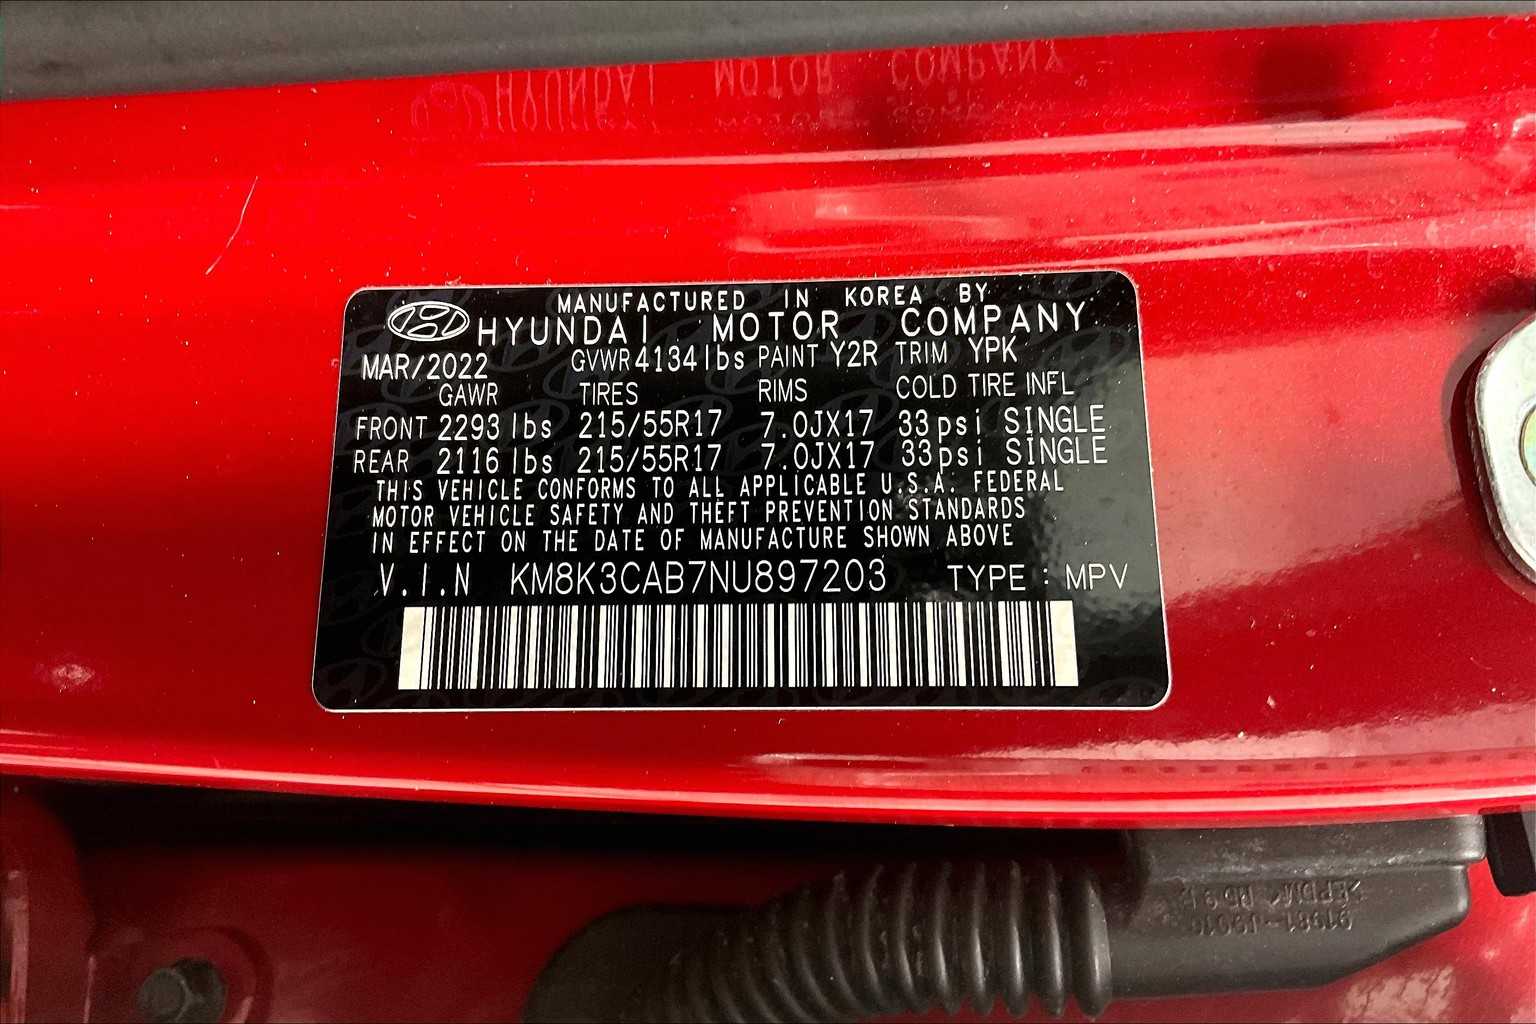 MANUFACTURED IN KOREA BY
HYUNDAI MOTOR COMPANY
MAR/2022 GVWR 4134lbs PAINT Y2R TRIM YPK
GAWR TIRES RIMS COLD TIRE INFL
FRONT 2293 lbs 215/55R17 7.0JX17 33psi SINGLE
REAR 2116 lbs 215/55R17 7.0JX17 33psi SINGLE
THIS VEHICLE CONFORMS TO ALL APPLICABLE U.S.A. FEDERAL
MOTOR VEHICLE SAFETY AND THEFT PREVENTION STANDARDS
IN EFFECT ON THE DATE OF MANUFACTURE SHOWN ABOVE
V.I.N KM8K3CAB7NU897203 TYPE : MPV